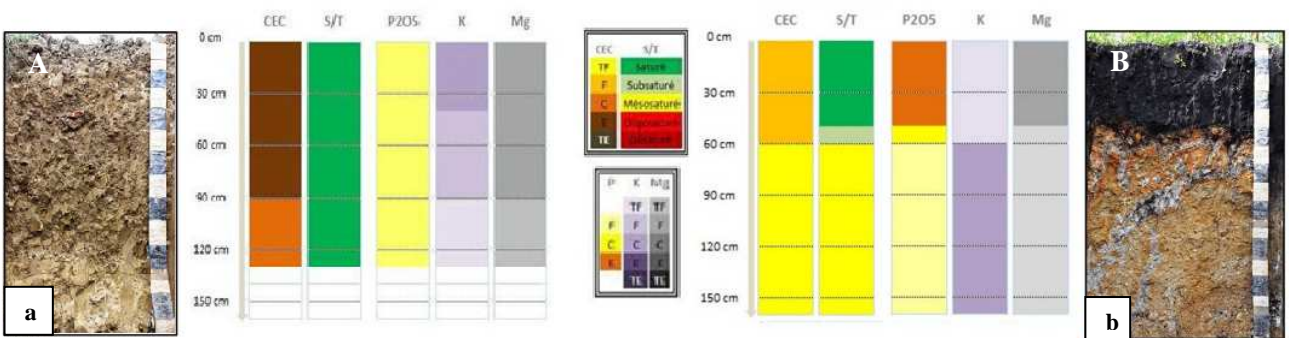 A
a
CEC S/T P2O5 K Mg
0 cm
30 cm
60 cm
90 cm
120 cm
150 cm
CEC S/T
TF Saturé
F Subsaturé
C Mésosaturé
E Oligosaturé
TE
P K Mg
TF TF
F F F
C C C
E E E
TE TE
CEC S/T P2O5 K Mg
0 cm
30 cm
60 cm
90 cm
120 cm
150 cm
B
b